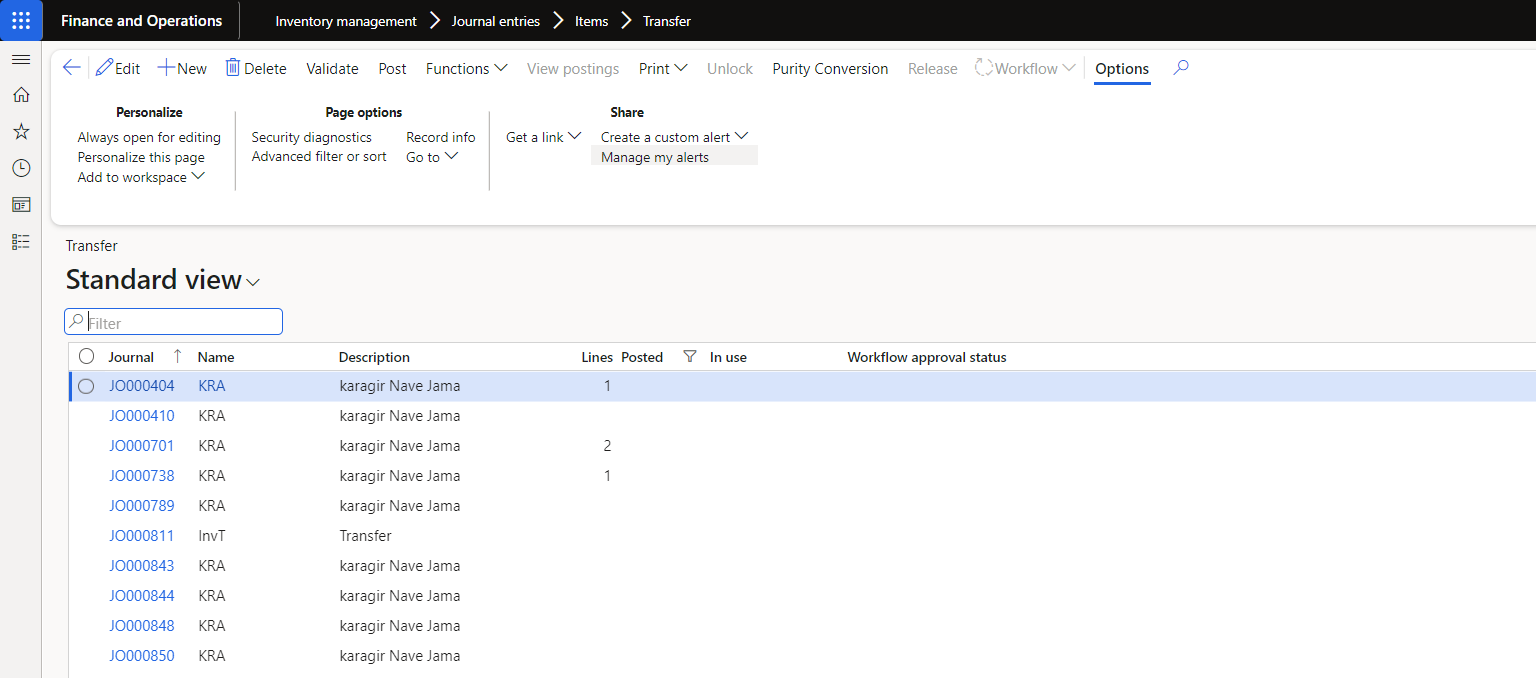 Finance and Operations Inventory management Journal entries Items Transfer
Edit New Delete Validate Post Functions View postings Print Unlock Purity Conversion Release Workflow Options
Personalize
Always open for editing
Personalize this page
Add to workspace
Page options
Security diagnostics Record info
Advanced filter or sort Go to
Share
Get a link Create a custom alert
Manage my alerts
Transfer
Standard view
Filter
Journal Name Description Lines Posted In use Workflow approval status
JO000404 KRA karagir Nave Jama 1
JO000410 KRA karagir Nave Jama
JO000701 KRA karagir Nave Jama 2
JO000738 KRA karagir Nave Jama 1
JO000789 KRA karagir Nave Jama
JO000811 InvT Transfer
JO000843 KRA karagir Nave Jama
JO000844 KRA karagir Nave Jama
JO000848 KRA karagir Nave Jama
JO000850 KRA karagir Nave Jama